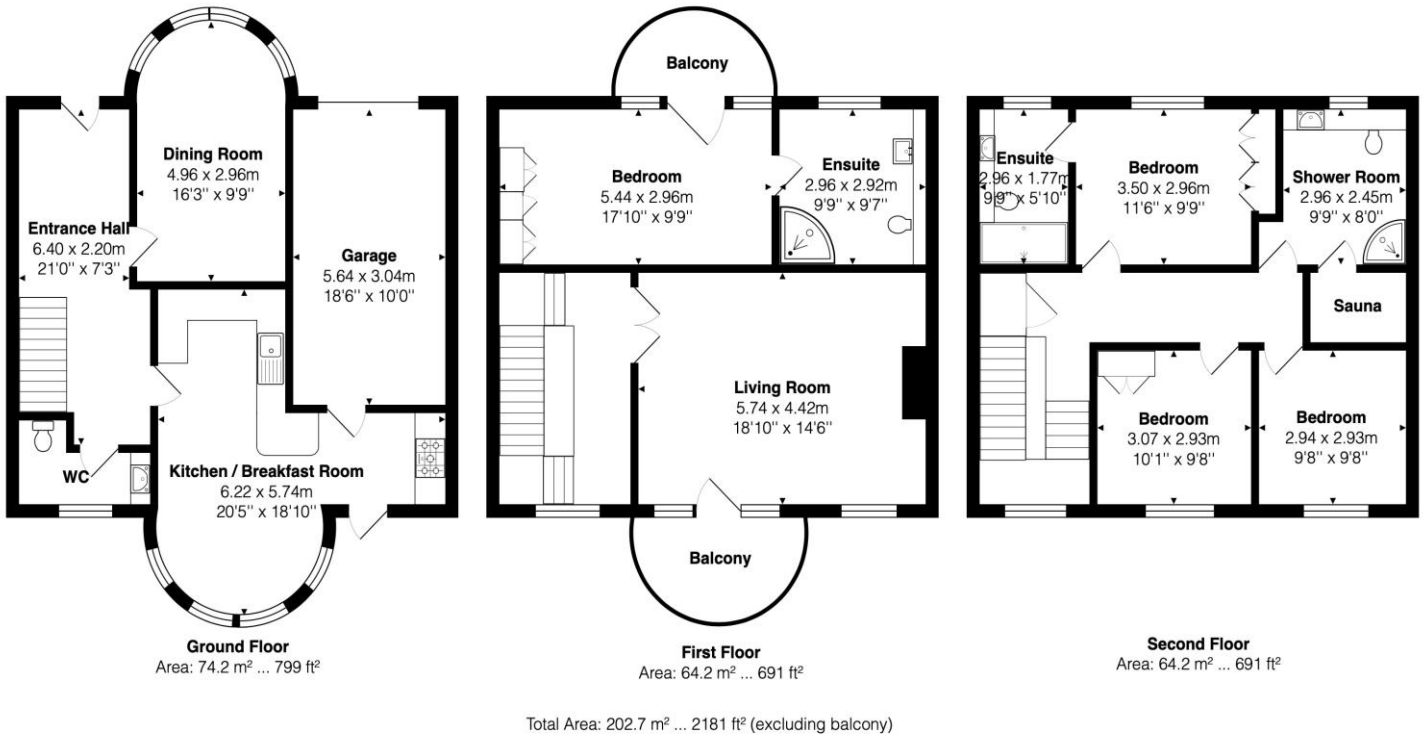 Dining Room
4.96 x 2.96m
16'3'' x 9'9''
Entrance Hall
6.40 x 2.20m
21'0'' x 7'3''
Garage
5.64 x 3.04m
18'6'' x 10'0''
WC
Kitchen / Breakfast Room
6.22 x 5.74m
20'5'' x 18'10''
Ground Floor
Area: 74.2 m² ... 799 ft²
Balcony
Bedroom
5.44 x 2.96m
17'10'' x 9'9''
Ensuite
2.96 x 2.92m
9'9'' x 9'7''
Living Room
5.74 x 4.42m
18'10'' x 14'6''
Balcony
First Floor
Area: 64.2 m² ... 691 ft²
Ensuite
2.96 x 1.77m
9'9'' x 5'10''
Bedroom
3.50 x 2.96m
11'6'' x 9'9''
Shower Room
2.96 x 2.45m
9'9'' x 8'0''
Sauna
Bedroom
3.07 x 2.93m
10'1'' x 9'8''
Bedroom
2.94 x 2.93m
9'8'' x 9'8''
Second Floor
Area: 64.2 m² ... 691 ft²
Total Area: 202.7 m² ... 2181 ft² (excluding balcony)